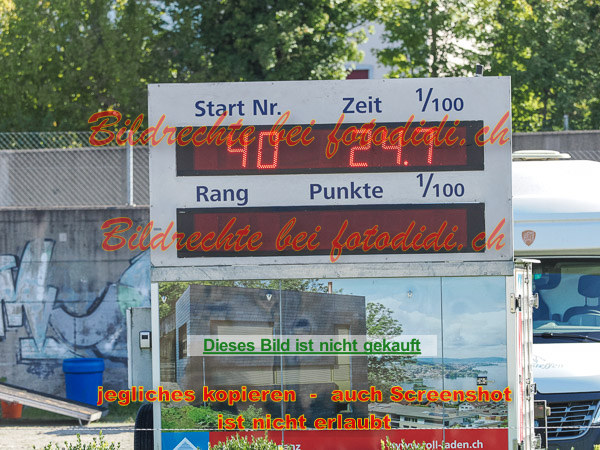 Start Nr. Zeit 1/100
Bildrechte bei fotodidi.ch
40 24.7
Rang Punkte 1/100
Bildrechte bei fotodidi.ch
Dieses Bild ist nicht gekauft
jegliches kopieren - auch Screenshot
ist nicht erlaubt